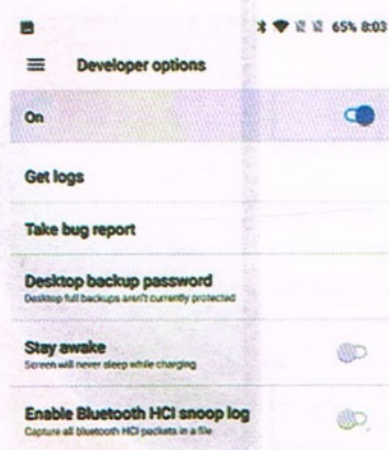 65% 8:03
Developer options
On
Get logs
Take bug report
Desktop backup password
Desktop full backups aren't currently protected
Stay awake
Screen will never sleep while charging
Enable Bluetooth HCI snoop log
Capture all bluetooth HCI packets in a file